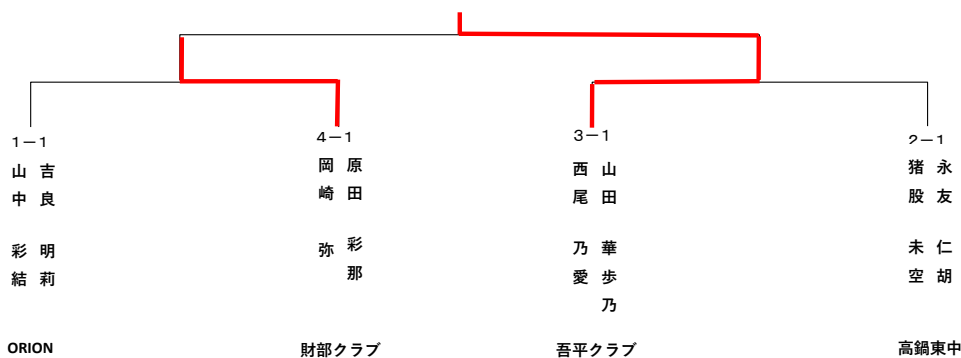 1－1
吉良 明莉
山中 彩結
ORION
4－1
原田 彩那
岡崎 弥
財部クラブ
3－1
山田 華歩乃
西尾 乃愛
吾平クラブ
2－1
永友 仁胡
猪股 未空
高鍋東中